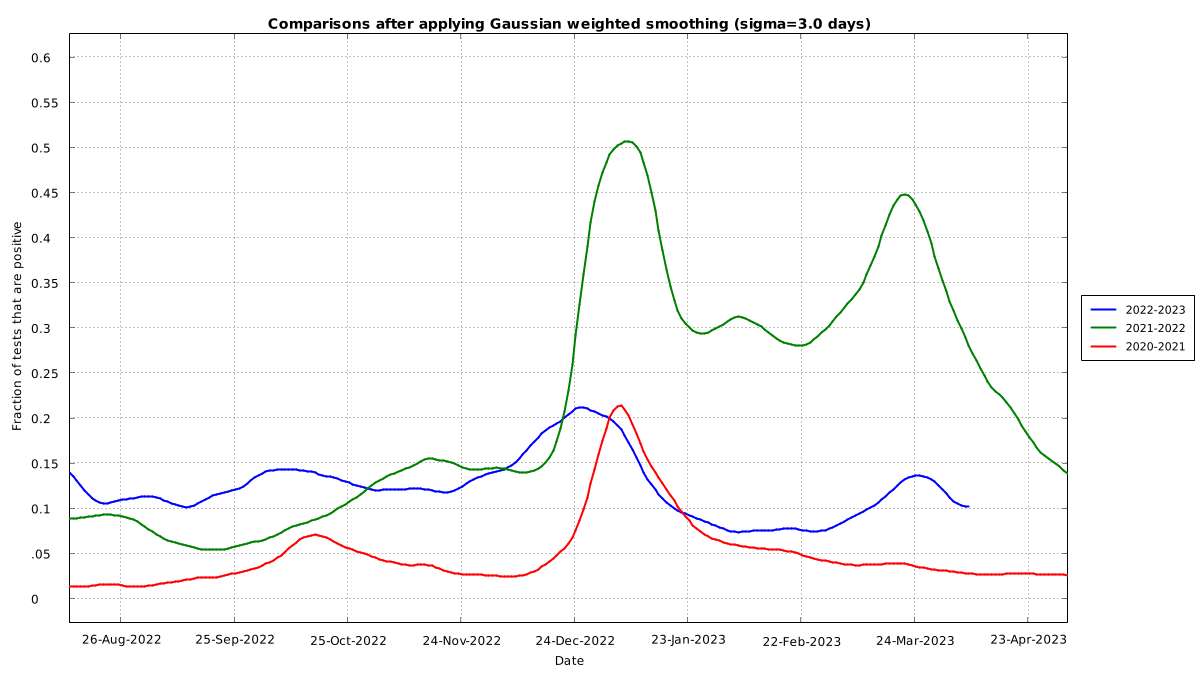 Comparisons after applying Gaussian weighted smoothing (sigma=3.0 days)
0.6
0.55
0.5
0.45
0.4
0.35
0.3
0.25
0.2
0.15
0.1
.05
0
Fraction of tests that are positive
26-Aug-2022
25-Sep-2022
25-Oct-2022
24-Nov-2022
24-Dec-2022
23-Jan-2023
22-Feb-2023
24-Mar-2023
23-Apr-2023
Date
2022-2023
2021-2022
2020-2021